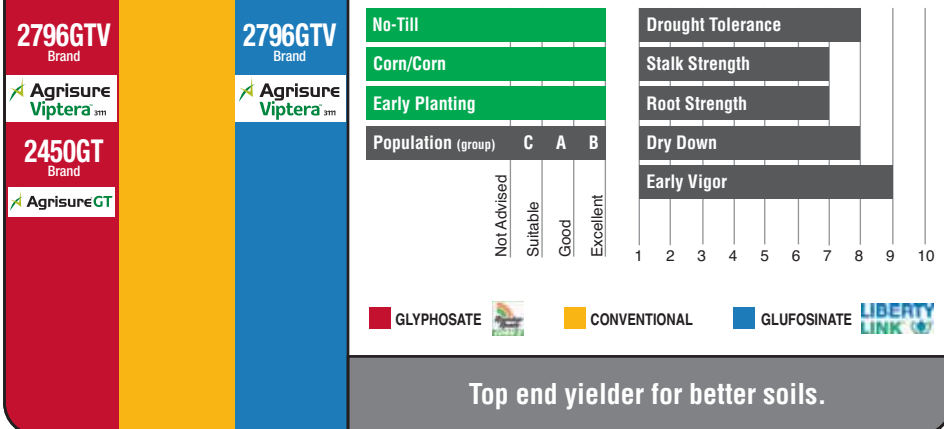 2796GTV
Brand
Agrisure
Viptera™ 3111
2450GT
Brand
AgrisureGT
2796GTV
Brand
Agrisure
Viptera™ 3111
No-Till
Corn/Corn
Early Planting
Population (group) C A B
Not Advised
Suitable
Good
Excellent
Drought Tolerance
Stalk Strength
Root Strength
Dry Down
Early Vigor
1 2 3 4 5 6 7 8 9 10
GLYPHOSATE
CONVENTIONAL
GLUFOSINATE
LIBERTY
LINK
Top end yielder for better soils.